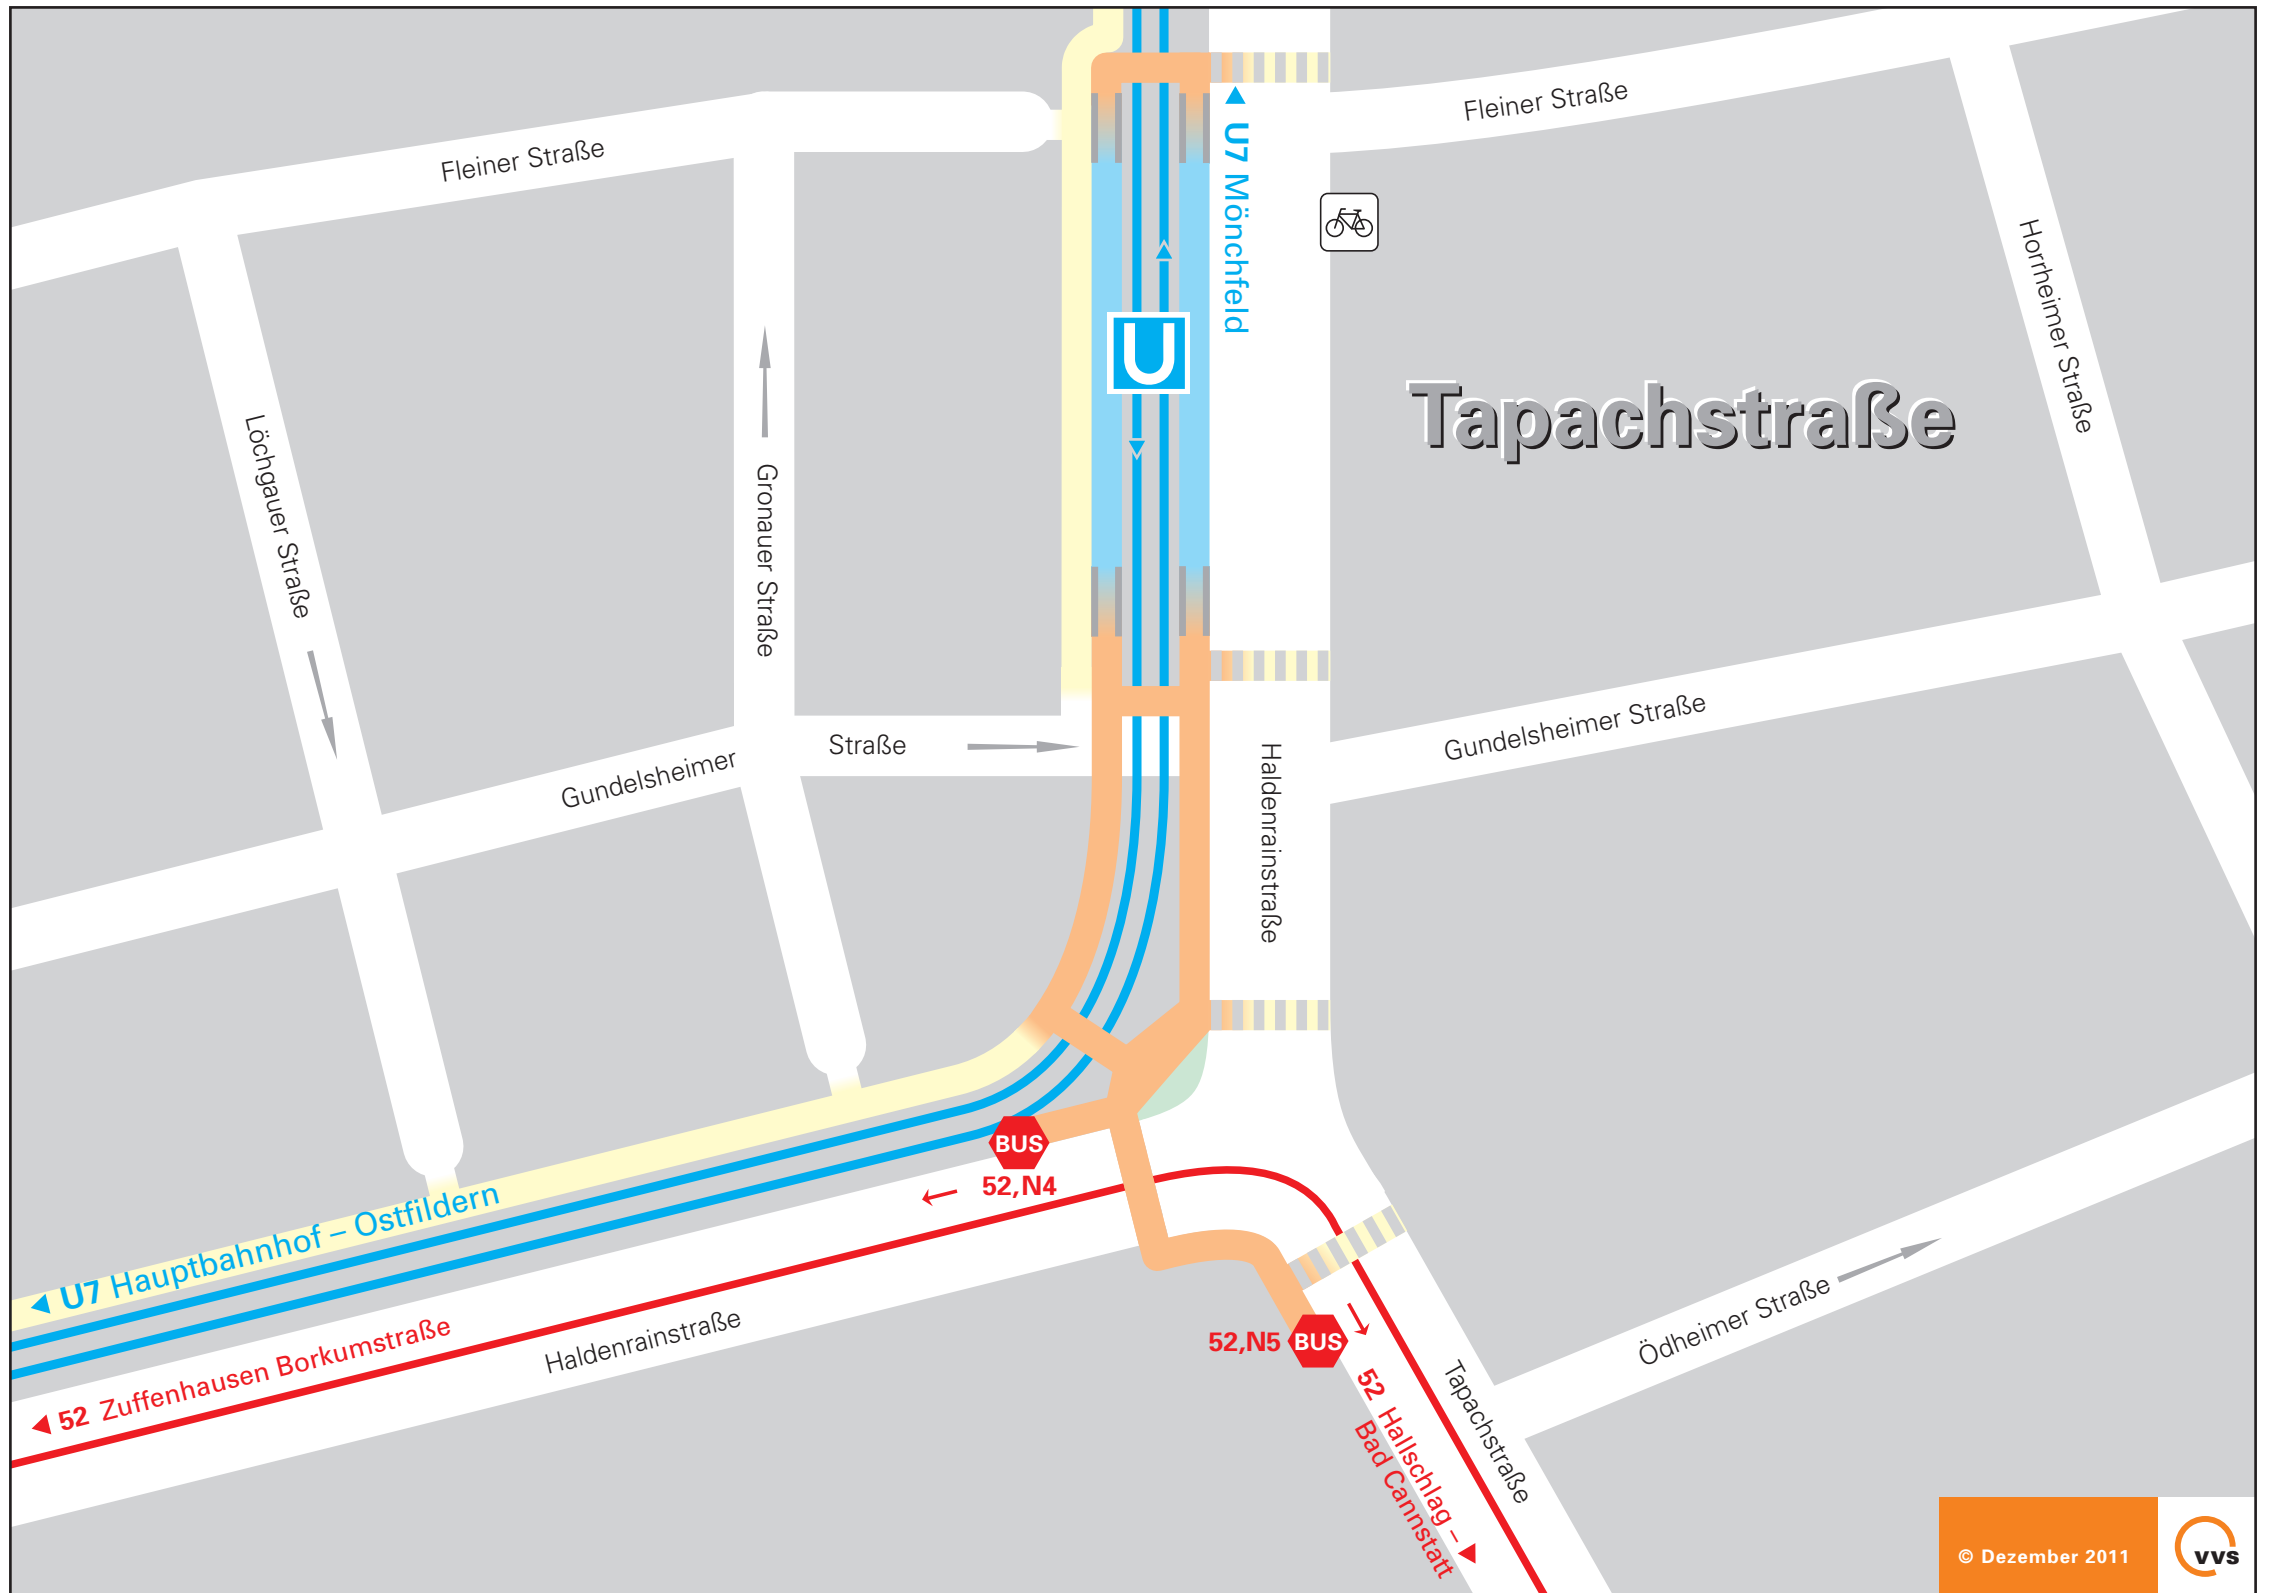 Fleiner Straße
Fleiner Straße
U7 Mönchfeld
Horrheimer Straße
U
Tapachstraße
Löchgauer Straße
Gronauer Straße
Gundelsheimer
Straße
Gundelsheimer Straße
Haldenrainstraße
BUS
52,N4
U7 Hauptbahnhof – Ostfildern
52 Zuffenhausen Borkumstraße
Haldenrainstraße
52,N5
BUS
Ödheimer Straße
Tapachstraße
52 Hallschlag –
Bad Cannstatt
© Dezember 2011
vvs